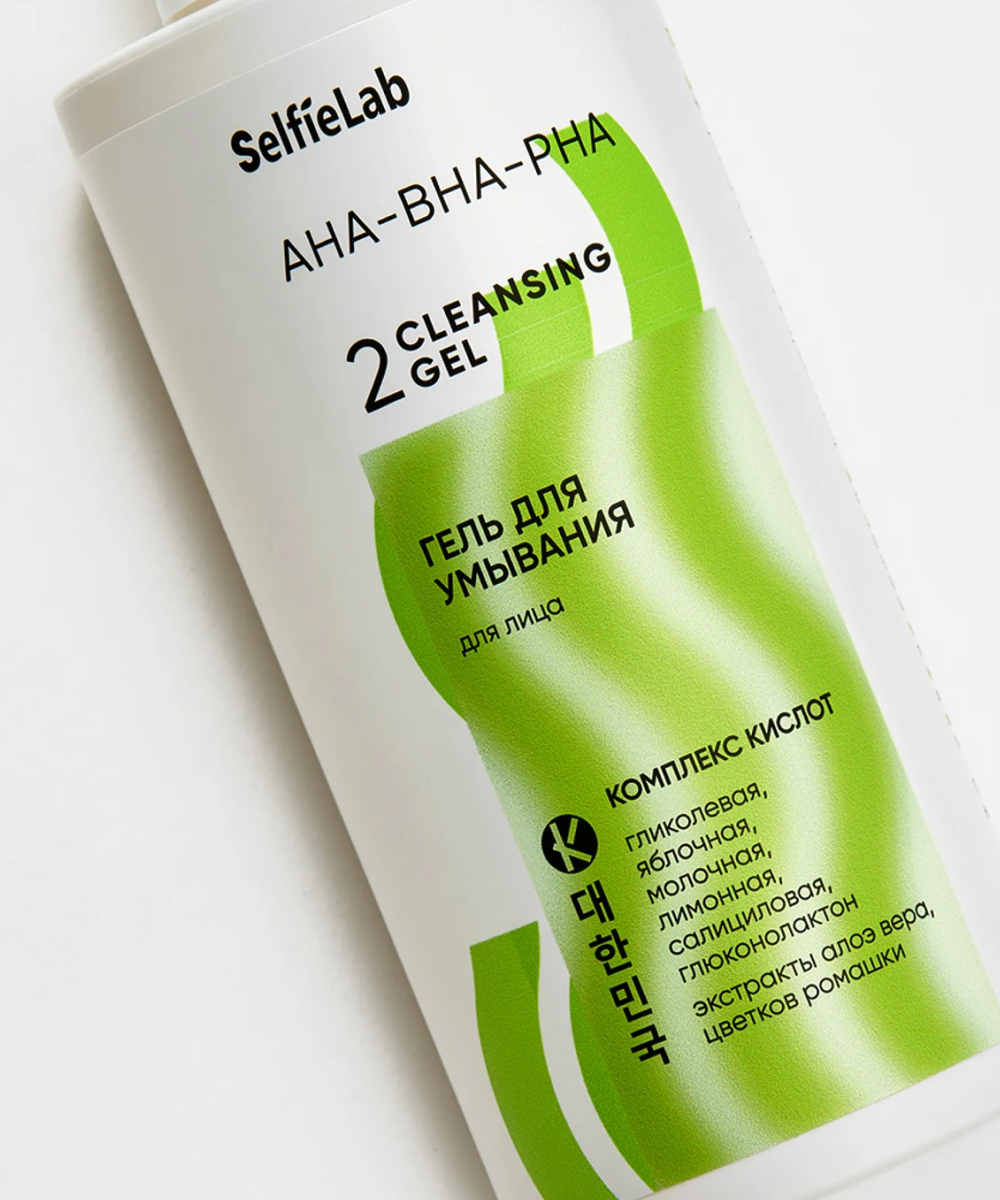 SelfieLab
AHA-BHA-PHA
2 CLEANSING
GEL
ГЕЛЬ ДЛЯ
УМЫВАНИЯ
для лица
КОМПЛЕКС КИСЛОТ
гликолевая,
яблочная,
молочная,
лимонная,
салициловая,
глюконолактон
экстракты алоэ вера,
цветков ромашки
K
대한민국